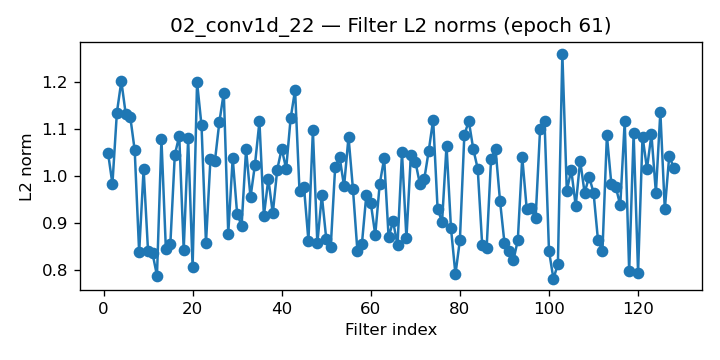 02_conv1d_22 — Filter L2 norms (epoch 61)
L2 norm
1.2
1.1
1.0
0.9
0.8
0 20 40 60 80 100 120
Filter index